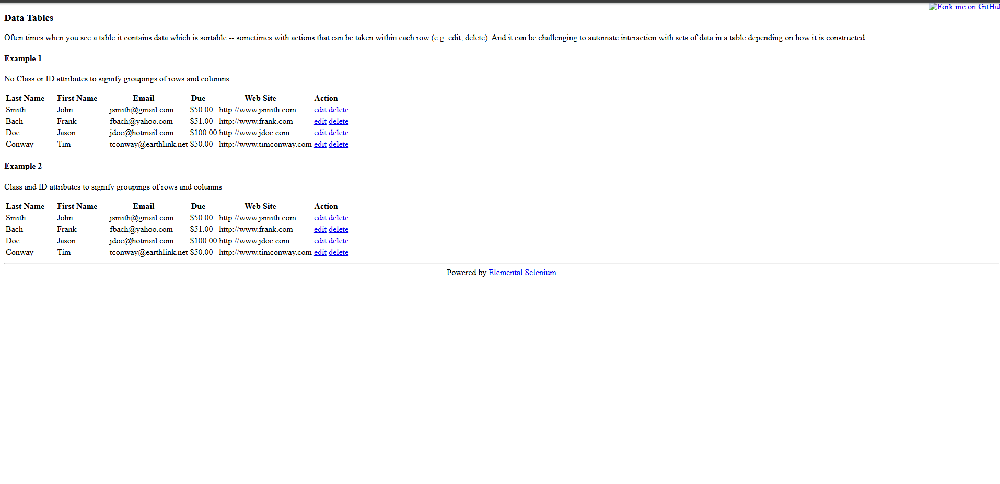 Fork me on GitHu
Data Tables
Often times when you see a table it contains data which is sortable -- sometimes with actions that can be taken within each row (e.g. edit, delete). And it can be challenging to automate interaction with sets of data in a table depending on how it is constructed.
Example 1
No Class or ID attributes to signify groupings of rows and columns
Last Name First Name Email Due Web Site Action
Smith John jsmith@gmail.com $50.00 http://www.jsmith.com edit delete
Bach Frank fbach@yahoo.com $51.00 http://www.frank.com edit delete
Doe Jason jdoe@hotmail.com $100.00 http://www.jdoe.com edit delete
Conway Tim tconway@earthlink.net $50.00 http://www.timconway.com edit delete
Example 2
Class and ID attributes to signify groupings of rows and columns
Last Name First Name Email Due Web Site Action
Smith John jsmith@gmail.com $50.00 http://www.jsmith.com edit delete
Bach Frank fbach@yahoo.com $51.00 http://www.frank.com edit delete
Doe Jason jdoe@hotmail.com $100.00 http://www.jdoe.com edit delete
Conway Tim tconway@earthlink.net $50.00 http://www.timconway.com edit delete
Powered by Elemental Selenium